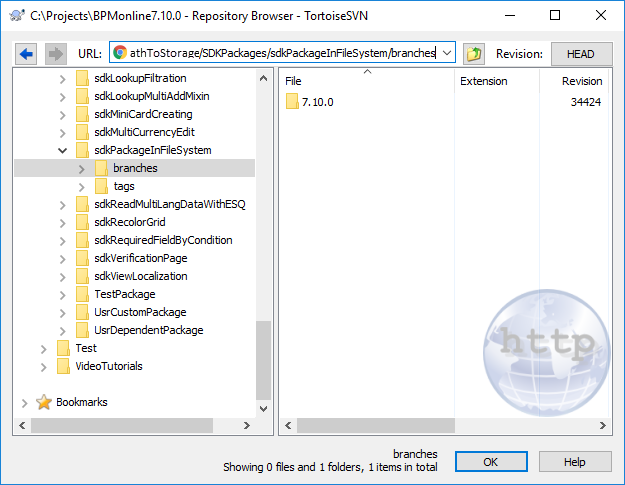 C:\Projects\BPMonline7.10.0 - Repository Browser - TortoiseSVN
URL: athToStorage/SDKPackages/sdkPackageInFileSystem/branches Revision: HEAD
sdkLookupFiltration
sdkLookupMultiAddMixin
sdkMiniCardCreating
sdkMultiCurrencyEdit
sdkPackageInFileSystem
branches
tags
sdkReadMultiLangDataWithESQ
sdkRecolorGrid
sdkRequiredFieldByCondition
sdkVerificationPage
sdkViewLocalization
TestPackage
UsrCustomPackage
UsrDependentPackage
Test
VideoTutorials
Bookmarks
File Extension Revision
7.10.0 34424
http
branches
Showing 0 files and 1 folders, 1 items in total
OK Help